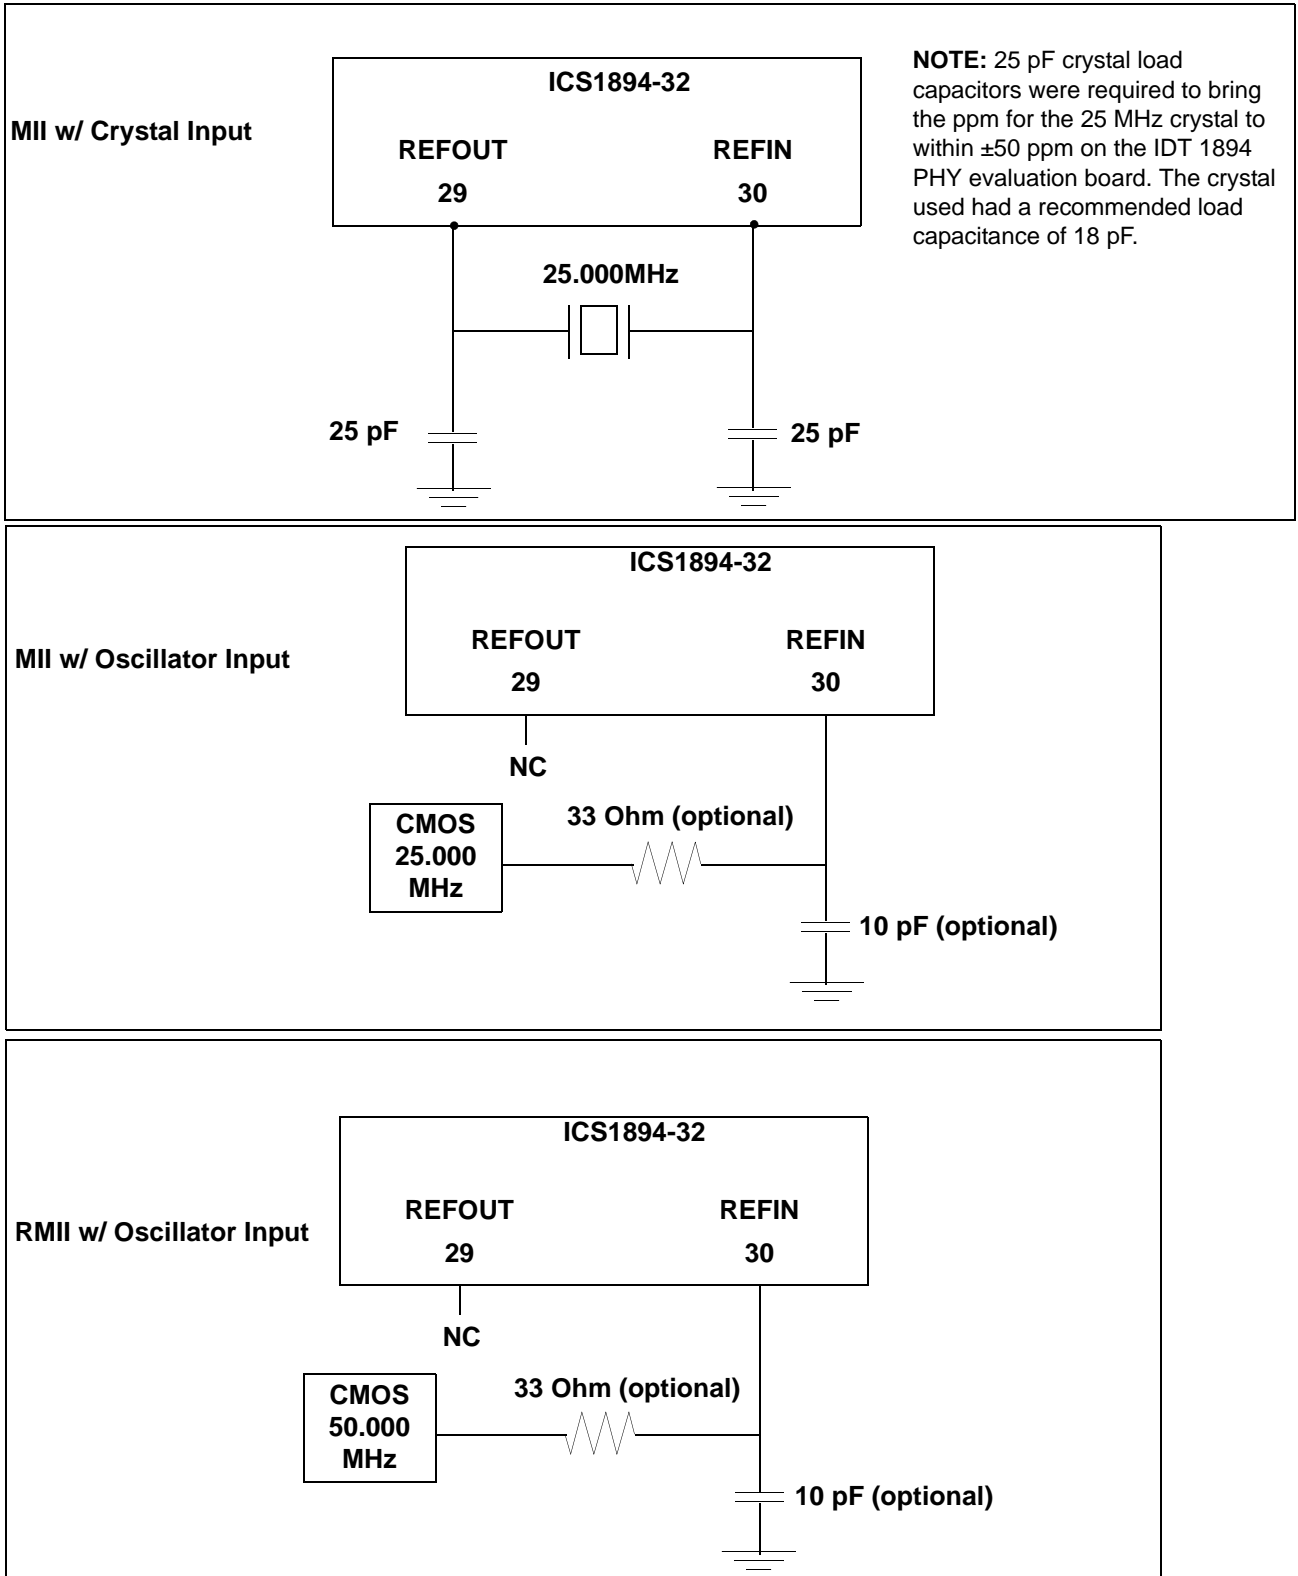 MII w/ Crystal Input
ICS1894-32
REFOUT
REFIN
29
30
25.000MHz
25 pF
25 pF
NOTE: 25 pF crystal load
capacitors were required to bring
the ppm for the 25 MHz crystal to
within ±50 ppm on the IDT 1894
PHY evaluation board. The crystal
used had a recommended load
capacitance of 18 pF.
MII w/ Oscillator Input
ICS1894-32
REFOUT
REFIN
29
30
NC
CMOS
25.000
MHz
33 Ohm (optional)
10 pF (optional)
RMII w/ Oscillator Input
ICS1894-32
REFOUT
REFIN
29
30
NC
CMOS
50.000
MHz
33 Ohm (optional)
10 pF (optional)